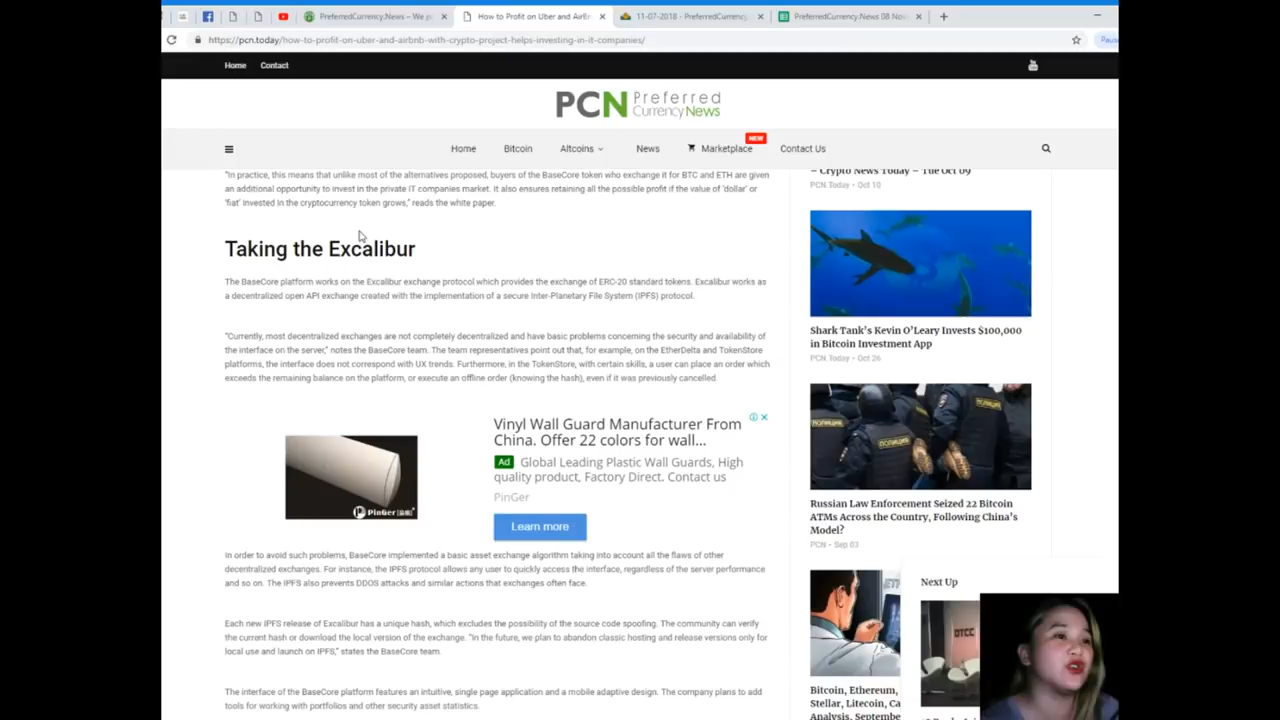 PreferredCurrency.News – We p
How to Profit on Uber and AirBn
11-07-2018 - PreferredCurrency
PreferredCurrency.News 08 Nov
https://pcn.today/how-to-profit-on-uber-and-airbnb-with-crypto-project-helps-investing-in-it-companies/
Paus
Home Contact
PCN Preferred
CurrencyNews
NEW
Home Bitcoin Altcoins News Marketplace Contact Us
"In practice, this means that unlike most of the alternatives proposed, buyers of the BaseCore token who exchange it for BTC and ETH are given
an additional opportunity to invest in the private IT companies market. It also ensures retaining all the possible profit if the value of 'dollar' or
'fiat' invested in the cryptocurrency token grows," reads the white paper.
Taking the Excalibur
The BaseCore platform works on the Excalibur exchange protocol which provides the exchange of ERC-20 standard tokens. Excalibur works as
a decentralized open API exchange created with the implementation of a secure Inter-Planetary File System (IPFS) protocol.
"Currently, most decentralized exchanges are not completely decentralized and have basic problems concerning the security and availability of
the interface on the server," notes the BaseCore team. The team representatives point out that, for example, on the EtherDelta and TokenStore
platforms, the interface does not correspond with UX trends. Furthermore, in the TokenStore, with certain skills, a user can place an order which
exceeds the remaining balance on the platform, or execute an offline order (knowing the hash), even if it was previously cancelled.
PinGer
Vinyl Wall Guard Manufacturer From
China. Offer 22 colors for wall...
Ad Global Leading Plastic Wall Guards, High
quality product, Factory Direct. Contact us
PinGer
Learn more
In order to avoid such problems, BaseCore implemented a basic asset exchange algorithm taking into account all the flaws of other
decentralized exchanges. For instance, the IPFS protocol allows any user to quickly access the interface, regardless of the server performance
and so on. The IPFS also prevents DDOS attacks and similar actions that exchanges often face.
Each new IPFS release of Excalibur has a unique hash, which excludes the possibility of the source code spoofing. The community can verify
the current hash or download the local version of the exchange. "In the future, we plan to abandon classic hosting and release versions only for
local use and launch on IPFS," states the BaseCore team.
The interface of the BaseCore platform features an intuitive, single page application and a mobile adaptive design. The company plans to add
tools for working with portfolios and other security asset statistics.
– Crypto News Today – Tue Oct 09
PCN.Today - Oct 10
Shark Tank's Kevin O'Leary Invests $100,000
in Bitcoin Investment App
PCN.Today - Oct 26
ПОЛИЦИЯ
ПОЛИЦИЯ
Russian Law Enforcement Seized 22 Bitcoin
ATMs Across the Country, Following China's
Model?
PCN - Sep 03
Next Up
DTCC
Bitcoin, Ethereum,
Stellar, Litecoin, Ca
Analysis, Septembe